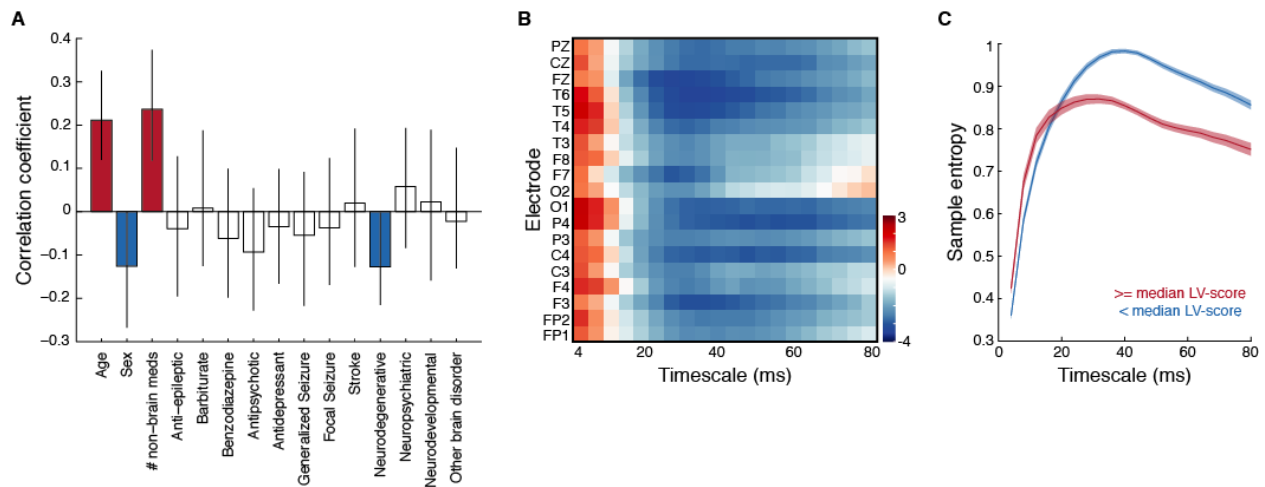 A
0.4
0.3
0.2
0.1
0
−0.1
−0.2
−0.3
Correlation coefficient
Age
Sex
# non-brain meds
Anti-epileptic
Barbiturate
Benzodiazepine
Antipsychotic
Antidepressant
Generalized Seizure
Focal Seizure
Stroke
Neurodegenerative
Neuropsychiatric
Neurodevelopmental
Other brain disorder
B
Electrode
PZ
CZ
FZ
T6
T5
T4
T3
F8
F7
O2
O1
P4
P3
C4
C3
F4
F3
FP2
FP1
4 20 40 60 80
Timescale (ms)
3
0
-4
C
Sample entropy
1
0.9
0.8
0.7
0.6
0.5
0.4
0.3
0 20 40 60 80
Timescale (ms)
>= median LV-score
< median LV-score